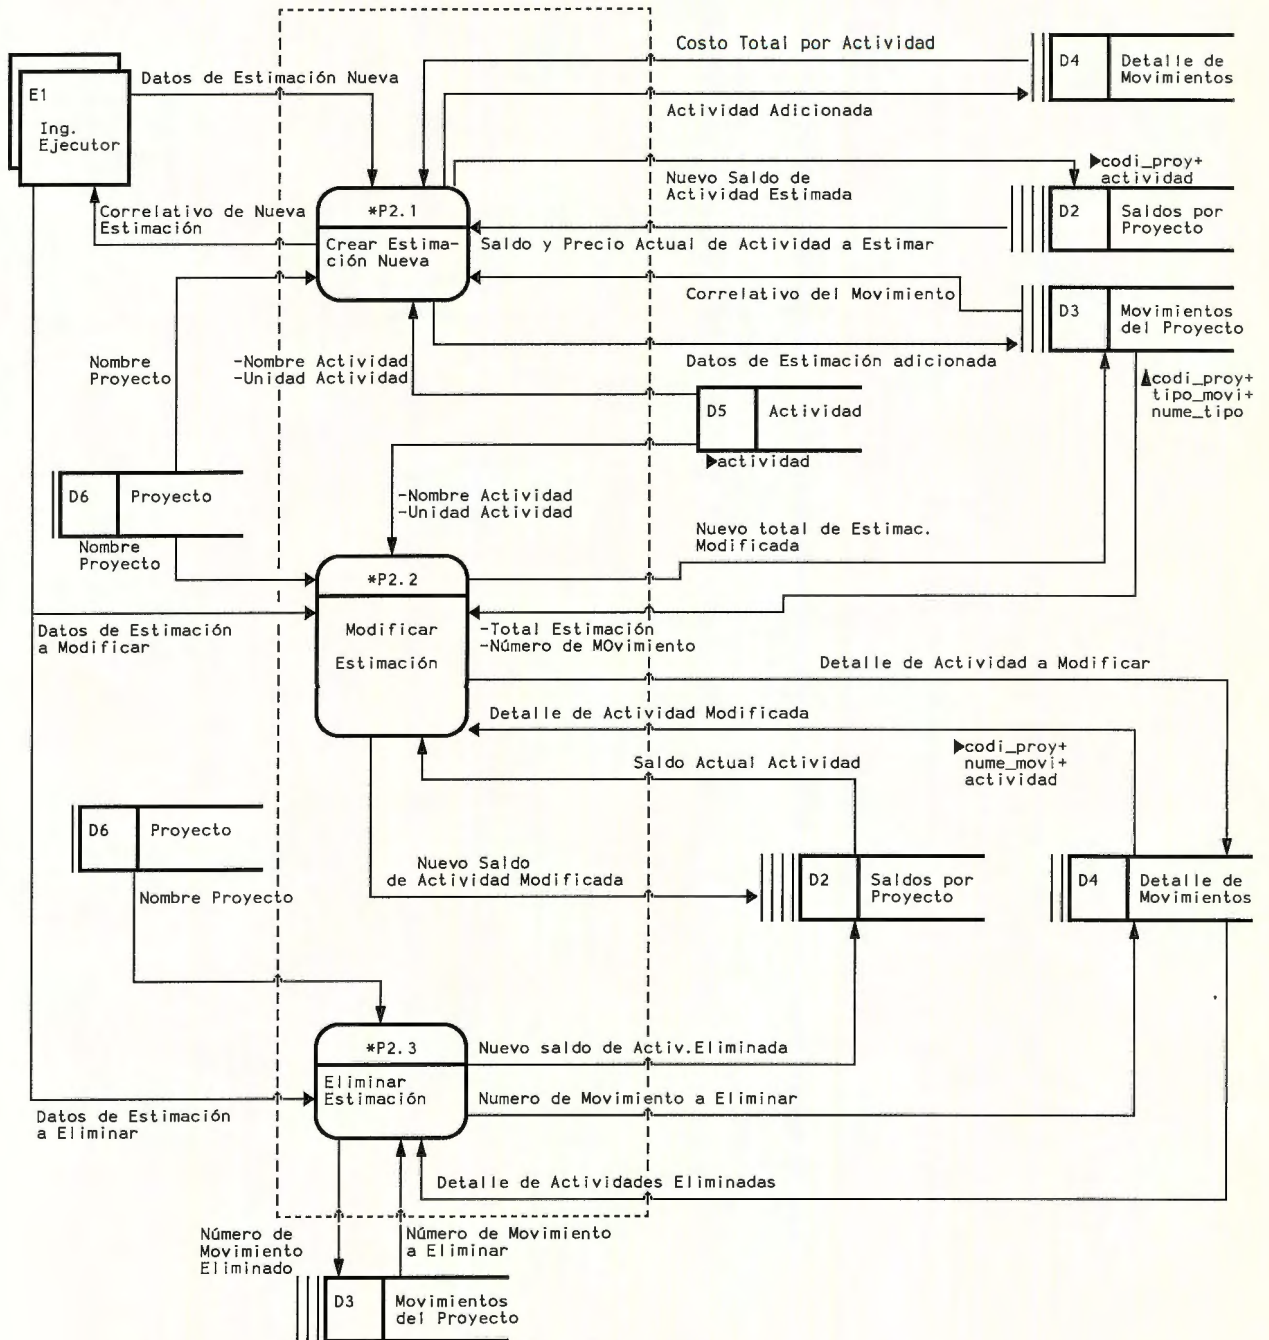 Costo Total por Actividad
D4
Detalle de
Movimientos
Datos de Estimación Nueva
E1
Ing.
Ejecutor
Actividad Adicionada
▶codi_proy+
actividad
Nuevo Saldo de
Actividad Estimada
*P2.1
Crear Estima-
ción Nueva
Correlativo de Nueva
Estimación
D2
Saldos por
Proyecto
Saldo y Precio Actual de Actividad a Estimar
Correlativo del Movimiento
D3
Movimientos
del Proyecto
Nombre
Proyecto
-Nombre Actividad
-Unidad Actividad
Datos de Estimación adicionada
▲codi_proy+
tipo_movi+
nume_tipo
D5
Actividad
▶actividad
D6
Proyecto
Nombre
Proyecto
-Nombre Actividad
-Unidad Actividad
Nuevo total de Estimac.
Modificada
*P2.2
Modificar
Estimación
Datos de Estimación
a Modificar
-Total Estimación
-Número de MOvimiento
Detalle de Actividad a Modificar
Detalle de Actividad Modificada
▶codi_proy+
nume_movi+
actividad
Saldo Actual Actividad
D6
Proyecto
Nombre Proyecto
Nuevo Saldo
de Actividad Modificada
D2
Saldos por
Proyecto
D4
Detalle de
Movimientos
*P2.3
Eliminar
Estimación
Nuevo saldo de Activ.Eliminada
Numero de Movimiento a Eliminar
Datos de Estimación
a Eliminar
Detalle de Actividades Eliminadas
Número de
Movimiento
Eliminado
Número de Movimiento
a Eliminar
D3
Movimientos
del Proyecto